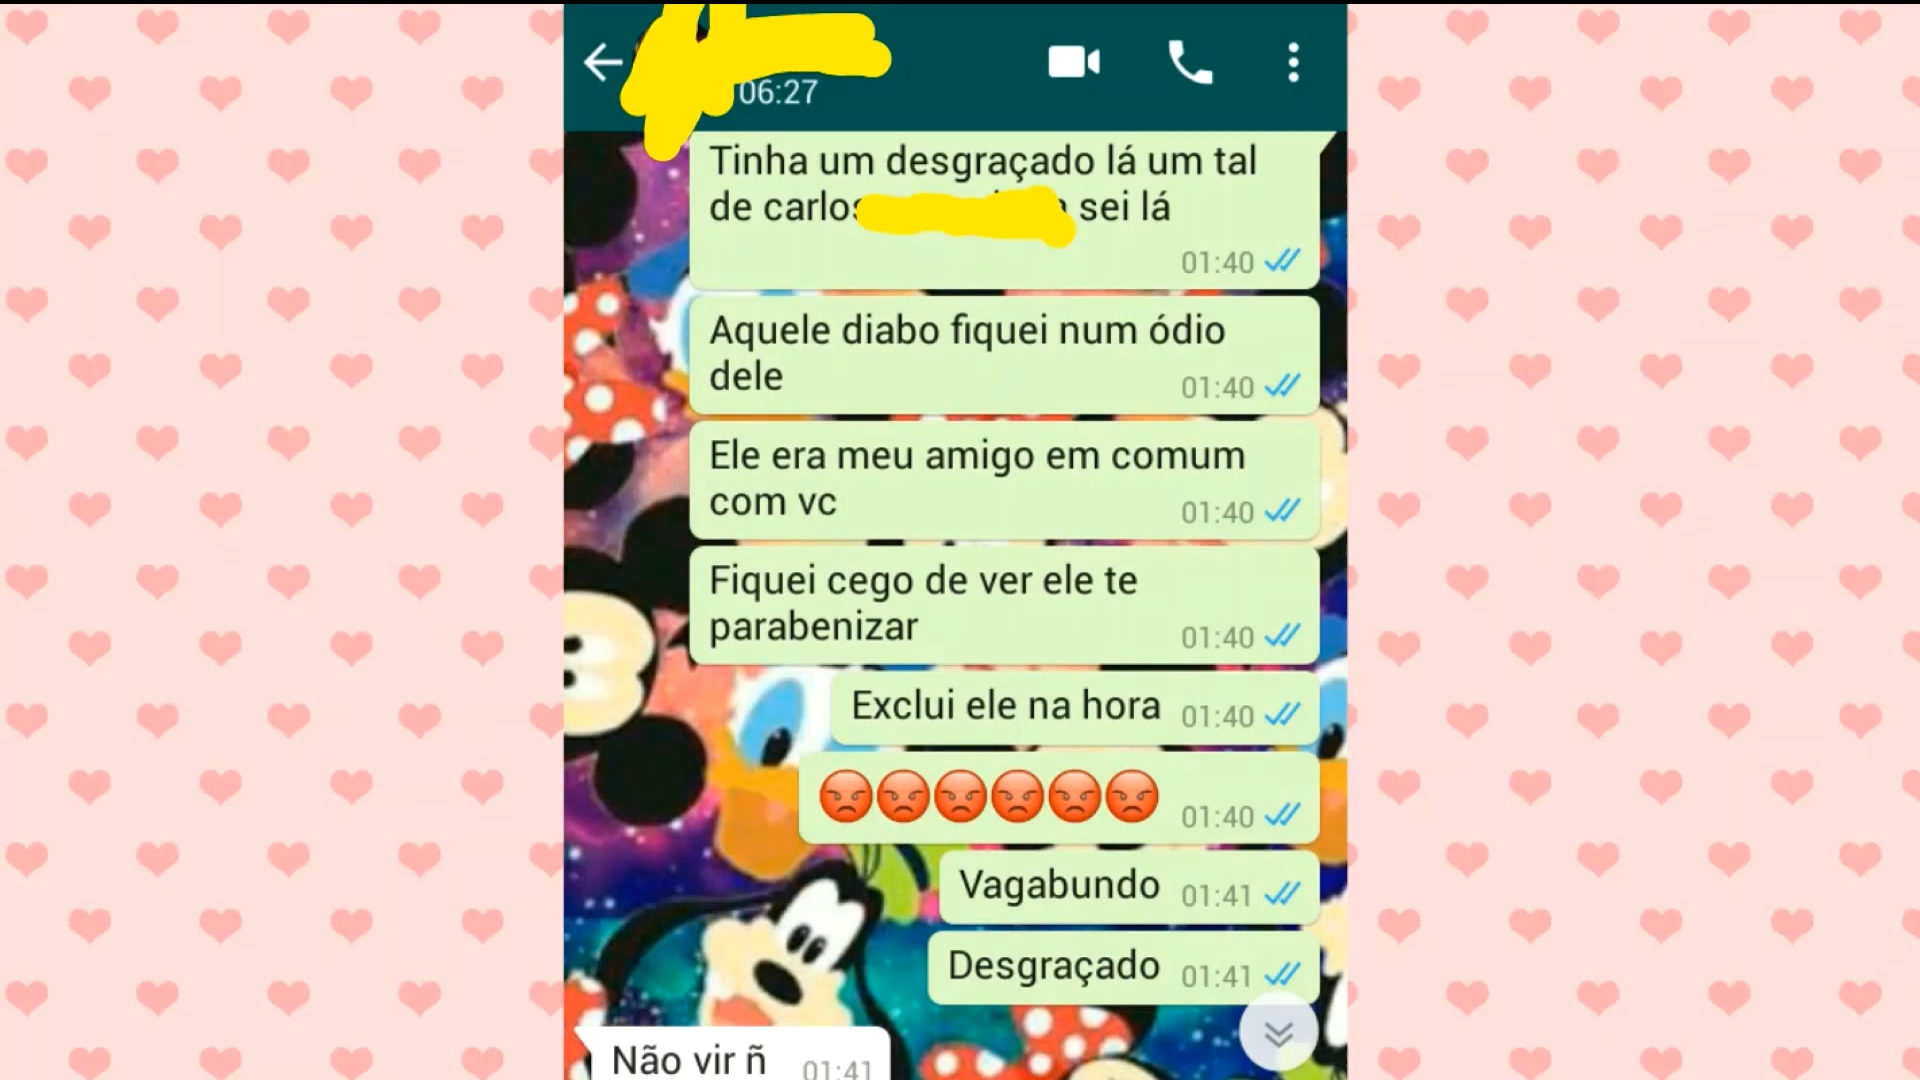 06:27
Tinha um desgraçado lá um tal
de carlos sei lá
01:40
Aquele diabo fiquei num ódio
dele 01:40
Ele era meu amigo em comum
com vc 01:40
Fiquei cego de ver ele te
parabenizar 01:40
Exclui ele na hora 01:40
😡😡😡😡😡😡 01:40
Vagabundo 01:41
Desgraçado 01:41
Não vir ñ 01:41